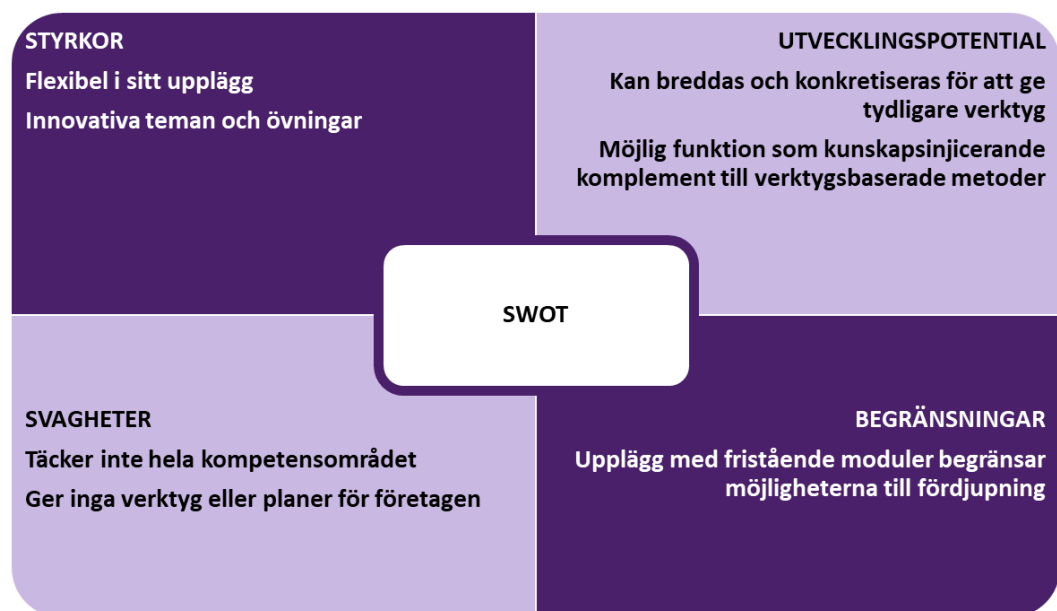 STYRKOR
Flexibel i sitt upplägg
Innovativa teman och övningar
UTVECKLINGSPOTENTIAL
Kan breddas och konkretiseras för att ge
tydligare verktyg
Möjlig funktion som kunskapsinjicerande
komplement till verktygsbaserade metoder
SWOT
SVAGHETER
Täcker inte hela kompetensområdet
Ger inga verktyg eller planer för företagen
BEGRÄNSNINGAR
Upplägg med fristående moduler begränsar
möjligheterna till fördjupning